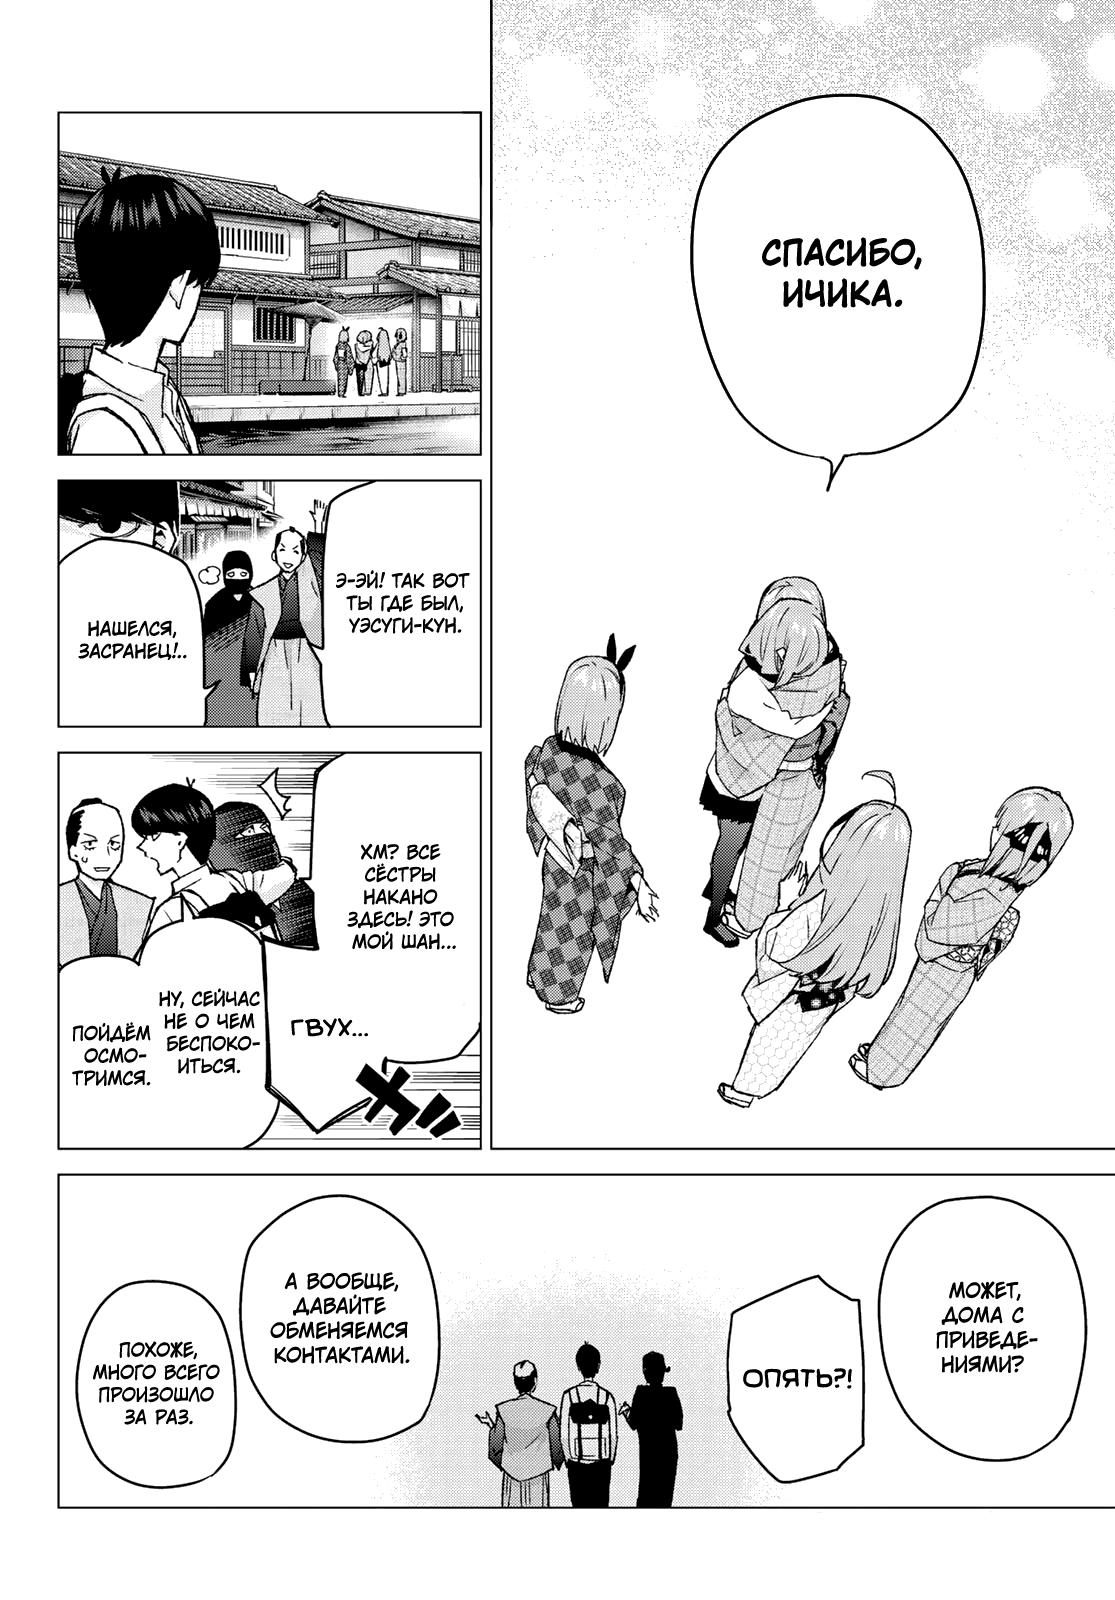 СПАСИБО,
ИЧИКА.
Э-ЭЙ! ТАК ВОТ
ТЫ ГДЕ БЫЛ,
УЭСУГИ-КУН.
НАШЕЛСЯ,
ЗАСРАНЕЦ!..
ХМ? ВСЕ
СЁСТРЫ
НАКАНО
ЗДЕСЬ! ЭТО
МОЙ ШАН...
ГВУХ...
НУ, СЕЙЧАС
НЕ О ЧЕМ
БЕСПОКО-
ИТЬСЯ.
ПОЙДЁМ
ОСМО-
ТРИМСЯ.
МОЖЕТ,
ДОМА С
ПРИВЕДЕ-
НИЯМИ?
ОПЯТЬ?!
А ВООБЩЕ,
ДАВАЙТЕ
ОБМЕНЯЕМСЯ
КОНТАКТАМИ.
ПОХОЖЕ,
МНОГО ВСЕГО
ПРОИЗОШЛО
ЗА РАЗ.